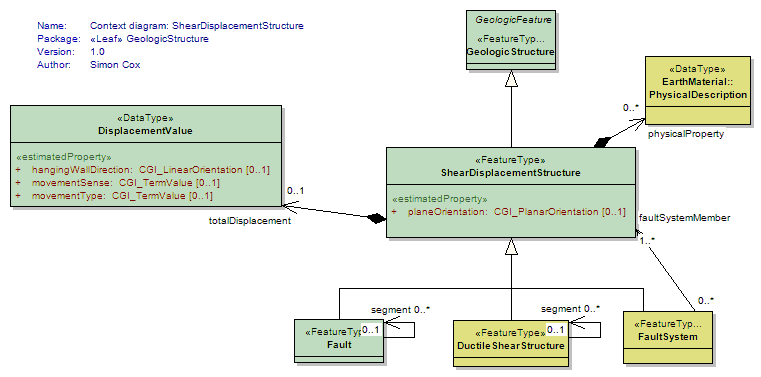 Name: Context diagram: ShearDisplacementStructure
Package: «Leaf» GeologicStructure
Version: 1.0
Author: Simon Cox
GeologicFeature
«FeatureTyp...
GeologicStructure
«DataType»
EarthMaterial::
PhysicalDescription
0..*
physicalProperty
«DataType»
DisplacementValue
«estimatedProperty»
+ hangingWallDirection: CGI_LinearOrientation [0..1]
+ movementSense: CGI_TermValue [0..1]
+ movementType: CGI_TermValue [0..1]
0..1
totalDisplacement
«FeatureType»
ShearDisplacementStructure
«estimatedProperty»
+ planeOrientation: CGI_PlanarOrientation [0..1]
faultSystemMember
1..*
0..*
segment 0..*
0..1
«FeatureTyp
Fault
segment 0..*
0..1
«FeatureType»
DuctileShearStructure
«FeatureTyp...
FaultSystem